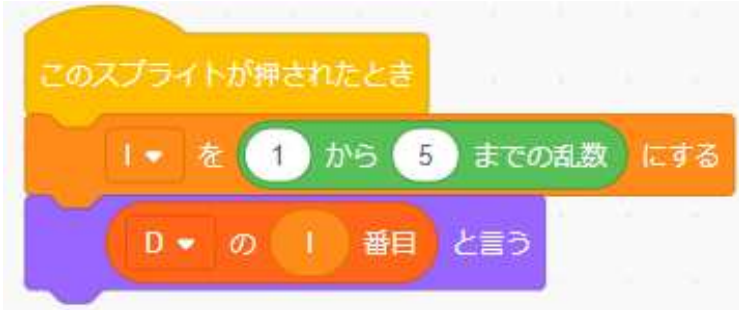 このスプライトが押されたとき
I を 1 から 5 までの乱数 にする
D の I 番目 と言う